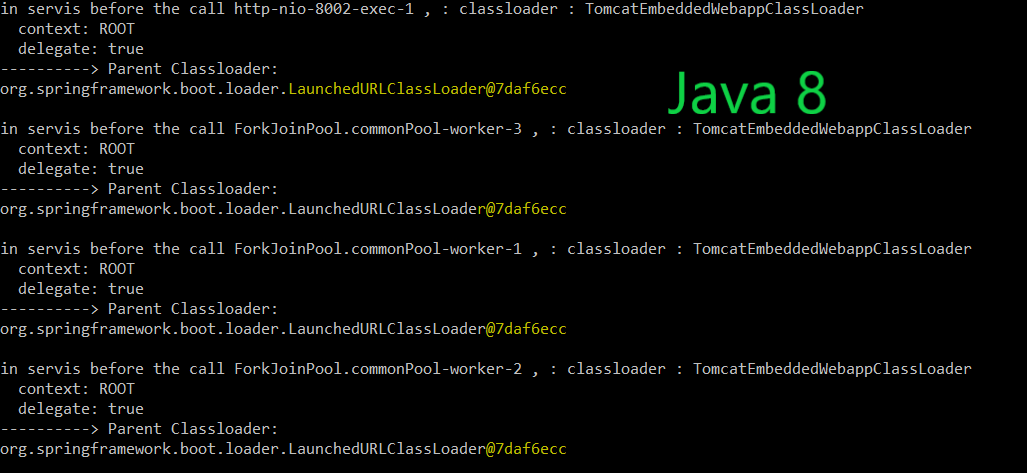 in servis before the call http-nio-8002-exec-1 , : classloader : TomcatEmbeddedWebappClassLoader
context: ROOT
delegate: true
----------> Parent Classloader:
org.springframework.boot.loader.LaunchedURLClassLoader@7daf6ecc
Java 8
in servis before the call ForkJoinPool.commonPool-worker-3 , : classloader : TomcatEmbeddedWebappClassLoader
context: ROOT
delegate: true
----------> Parent Classloader:
org.springframework.boot.loader.LaunchedURLClassLoader@7daf6ecc
in servis before the call ForkJoinPool.commonPool-worker-1 , : classloader : TomcatEmbeddedWebappClassLoader
context: ROOT
delegate: true
----------> Parent Classloader:
org.springframework.boot.loader.LaunchedURLClassLoader@7daf6ecc
in servis before the call ForkJoinPool.commonPool-worker-2 , : classloader : TomcatEmbeddedWebappClassLoader
context: ROOT
delegate: true
----------> Parent Classloader:
org.springframework.boot.loader.LaunchedURLClassLoader@7daf6ecc